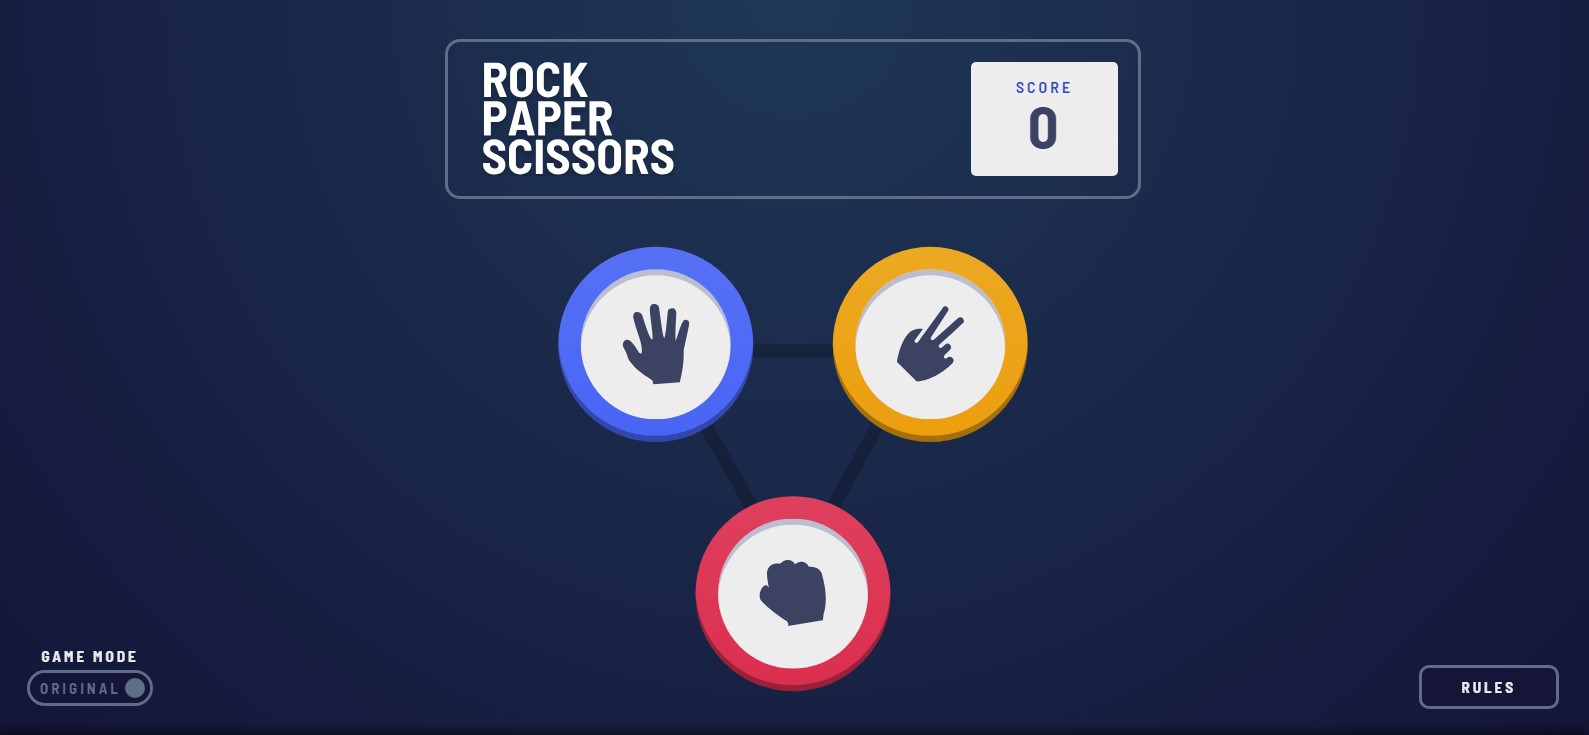 ROCK
PAPER
SCISSORS
SCORE
0
GAME MODE
ORIGINAL
RULES